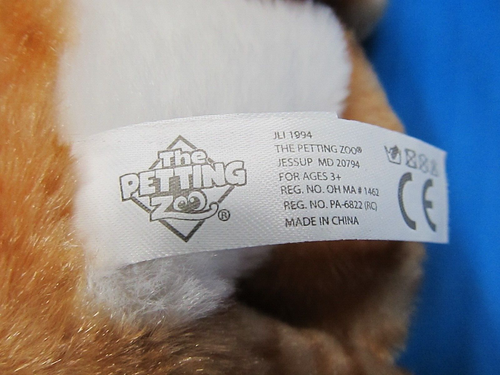 The
PETTING
ZOO®
JLI 1994
THE PETTING ZOO®
JESSUP MD 20794
FOR AGES 3+
REG. NO. OH MA # 1462
REG. NO. PA-6822 (RC)
MADE IN CHINA
CE